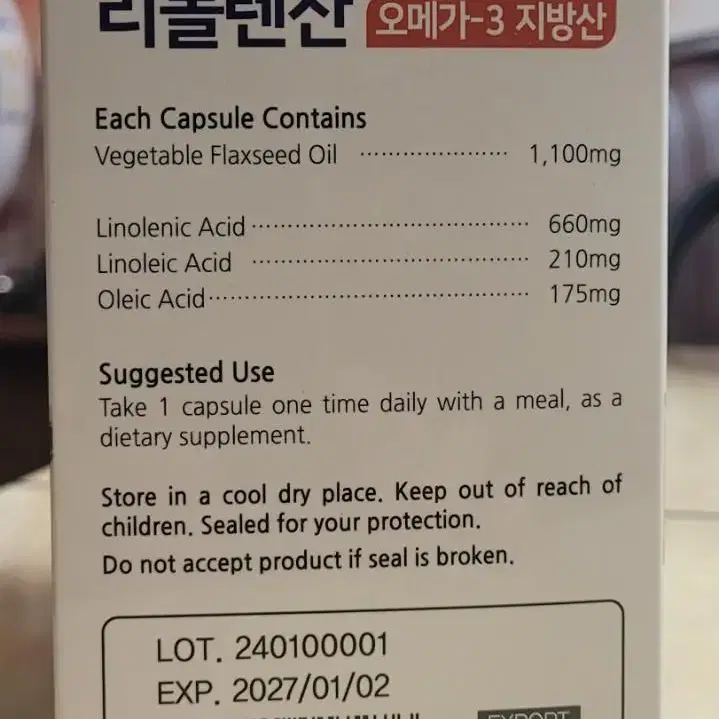 리놀렌산 오메가-3 지방산
Each Capsule Contains
Vegetable Flaxseed Oil ···················· 1,100mg
Linolenic Acid ······································ 660mg
Linoleic Acid ······································ 210mg
Oleic Acid ············································ 175mg
Suggested Use
Take 1 capsule one time daily with a meal, as a
dietary supplement.
Store in a cool dry place. Keep out of reach of
children. Sealed for your protection.
Do not accept product if seal is broken.
LOT. 240100001
EXP. 2027/01/02
EXPORT